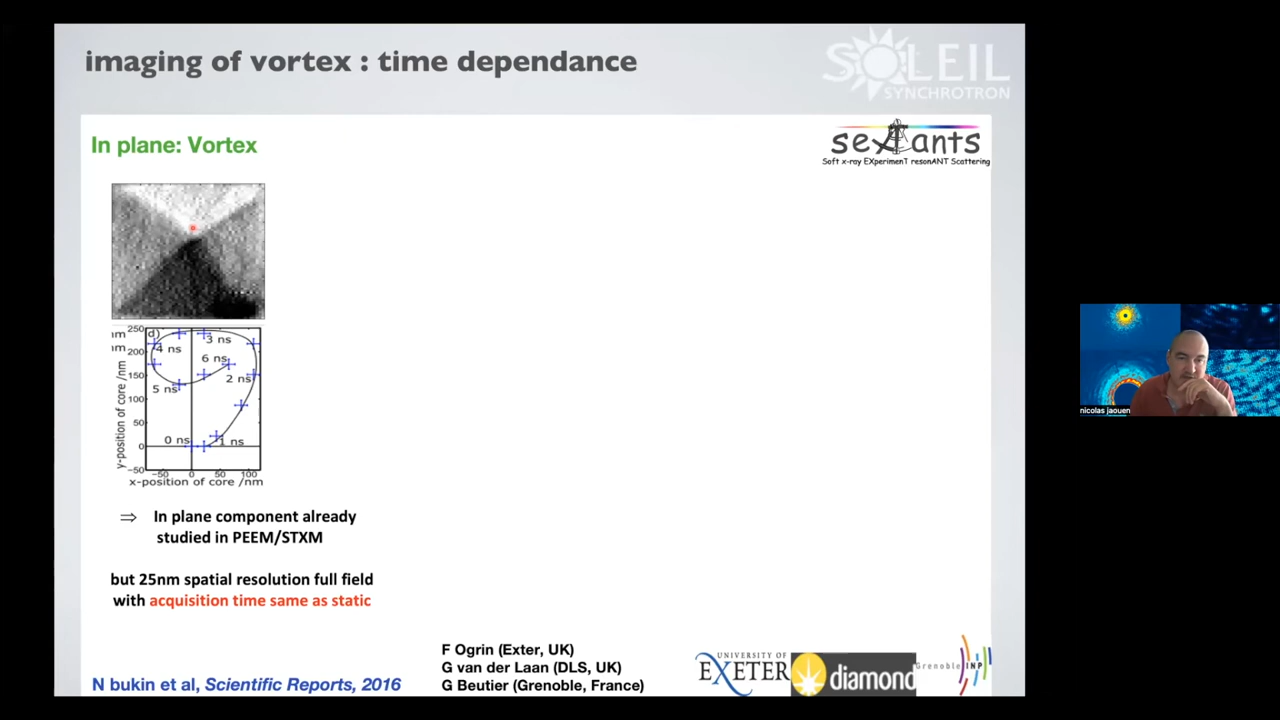 imaging of vortex : time dependance
SOLEIL
SYNCHROTRON
In plane: Vortex
sextants
Soft x-ray EXperimenT resonANT Scattering
nm
nm
d)
250
200
150
100
50
0
−50
y-position of core /nm
3 ns
4 ns
6 ns
2 ns
5 ns
0 ns
1 ns
−50 0 50 100
x-position of core /nm
⇒ In plane component already
studied in PEEM/STXM
but 25nm spatial resolution full field
with acquisition time same as static
F Ogrin (Exter, UK)
G van der Laan (DLS, UK)
G Beutier (Grenoble, France)
N bukin et al, Scientific Reports, 2016
UNIVERSITY OF
EXETER
diamond
Grenoble INP
nicolas jaouen